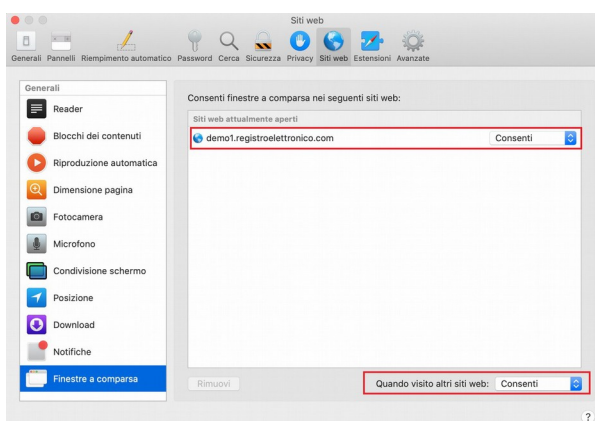 Siti web
Generali Pannelli Riempimento automatico Password Cerca Sicurezza Privacy Siti web Estensioni Avanzate
Generali
Reader
Blocchi dei contenuti
Riproduzione automatica
Dimensione pagina
Fotocamera
Microfono
Condivisione schermo
Posizione
Download
Notifiche
Finestre a comparsa
Consenti finestre a comparsa nei seguenti siti web:
Siti web attualmente aperti
demo1.registroelettronico.com Consenti
Rimuovi Quando visito altri siti web: Consenti
?